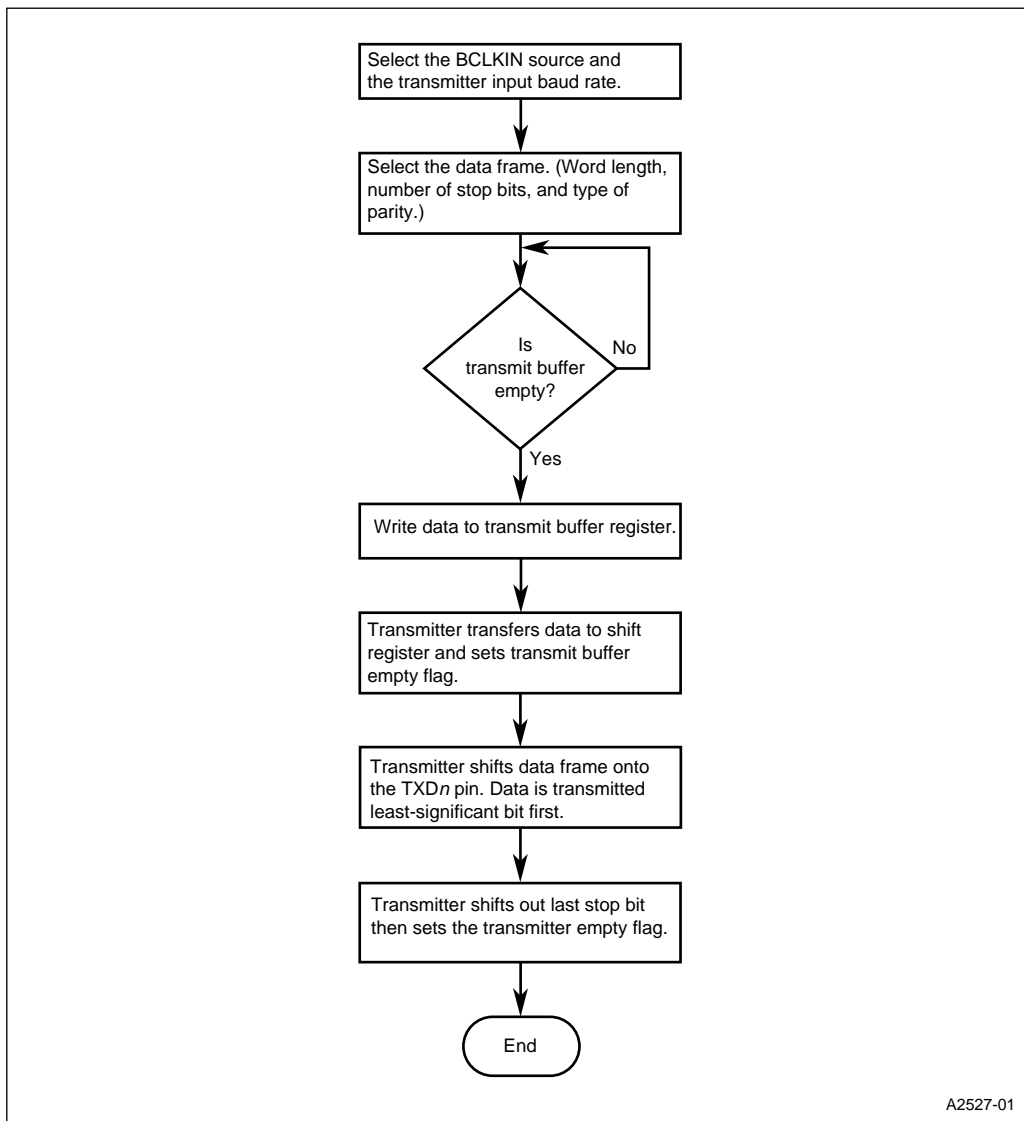 Select the BCLKIN source and
the transmitter input baud rate.
Select the data frame. (Word length,
number of stop bits, and type of
parity.)
Is
transmit buffer
empty?
No
Yes
Write data to transmit buffer register.
Transmitter transfers data to shift
register and sets transmit buffer
empty flag.
Transmitter shifts data frame onto
the TXDn pin. Data is transmitted
least-significant bit first.
Transmitter shifts out last stop bit
then sets the transmitter empty flag.
End
A2527-01